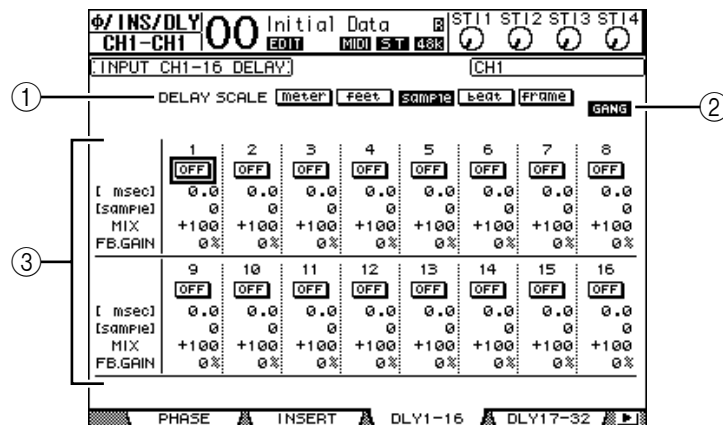 Φ/INS/DLY 00 Initial Data R STI1 STI2 STI3 STI4
CH1-CH1 EDIT MIDI ST 48K
INPUT CH1-16 DELAY CH1
1 DELAY SCALE meter feet sample beat frame
GANG 2
1 2 3 4 5 6 7 8
OFF OFF OFF OFF OFF OFF OFF OFF
[ msec] 0.0 0.0 0.0 0.0 0.0 0.0 0.0 0.0
[sample] 0 0 0 0 0 0 0 0
MIX +100 +100 +100 +100 +100 +100 +100 +100
FB.GAIN 0% 0% 0% 0% 0% 0% 0% 0%
3
9 10 11 12 13 14 15 16
OFF OFF OFF OFF OFF OFF OFF OFF
[ msec] 0.0 0.0 0.0 0.0 0.0 0.0 0.0 0.0
[sample] 0 0 0 0 0 0 0 0
MIX +100 +100 +100 +100 +100 +100 +100 +100
FB.GAIN 0% 0% 0% 0% 0% 0% 0% 0%
PHASE INSERT DLY1-16 DLY17-32